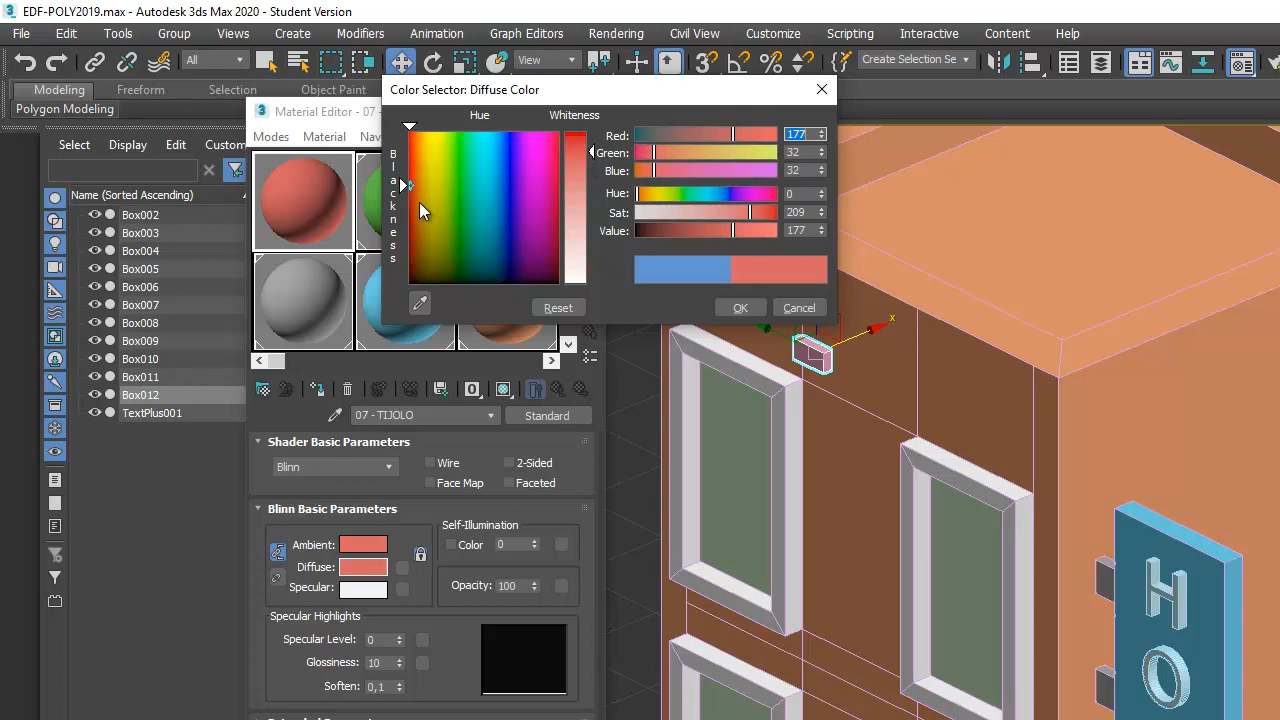 EDF-POLY2019.max - Autodesk 3ds Max 2020 - Student Version
File Edit Tools Group Views Create Modifiers Animation Graph Editors Rendering Civil View Customize Scripting Interactive Content Help
All View Create Selection Se
Modeling Freeform Selection Object Paint
Polygon Modeling
Color Selector: Diffuse Color
Material Editor - 07 -
Modes Material Nav
Hue Whiteness
Blackness
Red: 177
Green: 32
Blue: 32
Hue: 0
Sat: 209
Value: 177
Reset OK Cancel
Select Display Edit Custom
Name (Sorted Ascending)
Box002
Box003
Box004
Box005
Box006
Box007
Box008
Box009
Box010
Box011
Box012
TextPlus001
07 - TIJOLO Standard
Shader Basic Parameters
Blinn Wire 2-Sided
Face Map Faceted
Blinn Basic Parameters
Self-Illumination
Ambient: Color 0
Diffuse:
Specular: Opacity: 100
Specular Highlights
Specular Level: 0
Glossiness: 10
Soften: 0,1
x
H
O